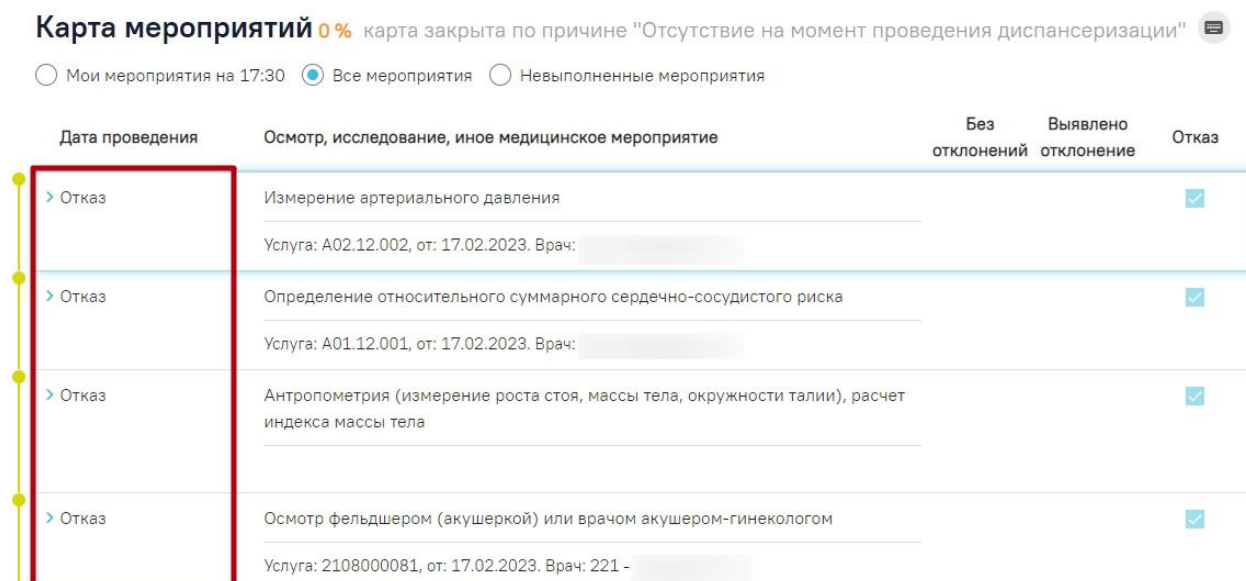 Карта мероприятий 0 % карта закрыта по причине "Отсутствие на момент проведения диспансеризации"
Мои мероприятия на 17:30 Все мероприятия Невыполненные мероприятия
Дата проведения Осмотр, исследование, иное медицинское мероприятие Без отклонений Выявлено отклонение Отказ
Отказ Измерение артериального давления
Услуга: A02.12.002, от: 17.02.2023. Врач:
Отказ Определение относительного суммарного сердечно-сосудистого риска
Услуга: A01.12.001, от: 17.02.2023. Врач:
Отказ Антропометрия (измерение роста стоя, массы тела, окружности талии), расчет
индекса массы тела
Отказ Осмотр фельдшером (акушеркой) или врачом акушером-гинекологом
Услуга: 2108000081, от: 17.02.2023. Врач: 221 -